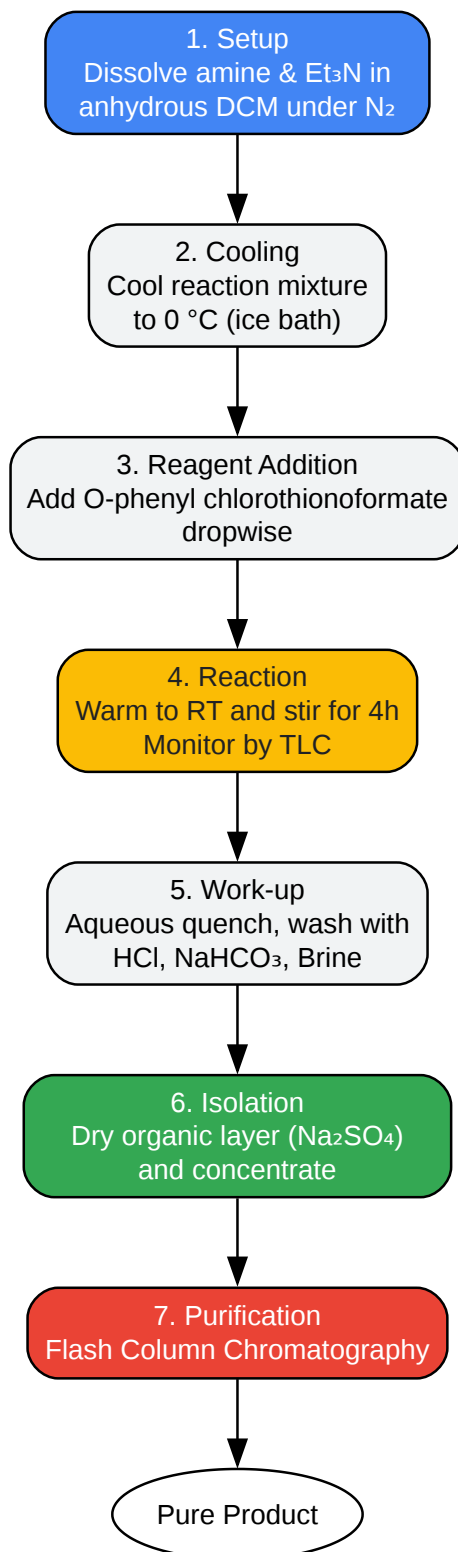 1. Setup
Dissolve amine & Et₃N in
anhydrous DCM under N₂
2. Cooling
Cool reaction mixture
to 0 °C (ice bath)
3. Reagent Addition
Add O-phenyl chlorothionoformate
dropwise
4. Reaction
Warm to RT and stir for 4h
Monitor by TLC
5. Work-up
Aqueous quench, wash with
HCl, NaHCO₃, Brine
6. Isolation
Dry organic layer (Na₂SO₄)
and concentrate
7. Purification
Flash Column Chromatography
Pure Product